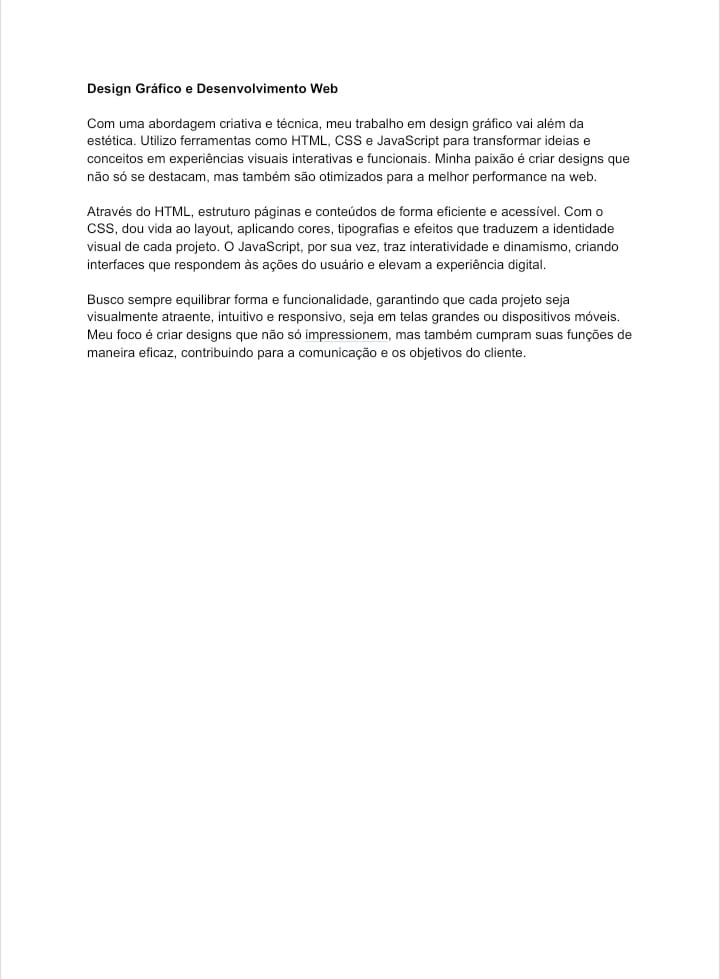 Design Gráfico e Desenvolvimento Web
Com uma abordagem criativa e técnica, meu trabalho em design gráfico vai além da
estética. Utilizo ferramentas como HTML, CSS e JavaScript para transformar ideias e
conceitos em experiências visuais interativas e funcionais. Minha paixão é criar designs que
não só se destacam, mas também são otimizados para a melhor performance na web.
Através do HTML, estruturo páginas e conteúdos de forma eficiente e acessível. Com o
CSS, dou vida ao layout, aplicando cores, tipografias e efeitos que traduzem a identidade
visual de cada projeto. O JavaScript, por sua vez, traz interatividade e dinamismo, criando
interfaces que respondem às ações do usuário e elevam a experiência digital.
Busco sempre equilibrar forma e funcionalidade, garantindo que cada projeto seja
visualmente atraente, intuitivo e responsivo, seja em telas grandes ou dispositivos móveis.
Meu foco é criar designs que não só impressionem, mas também cumpram suas funções de
maneira eficaz, contribuindo para a comunicação e os objetivos do cliente.